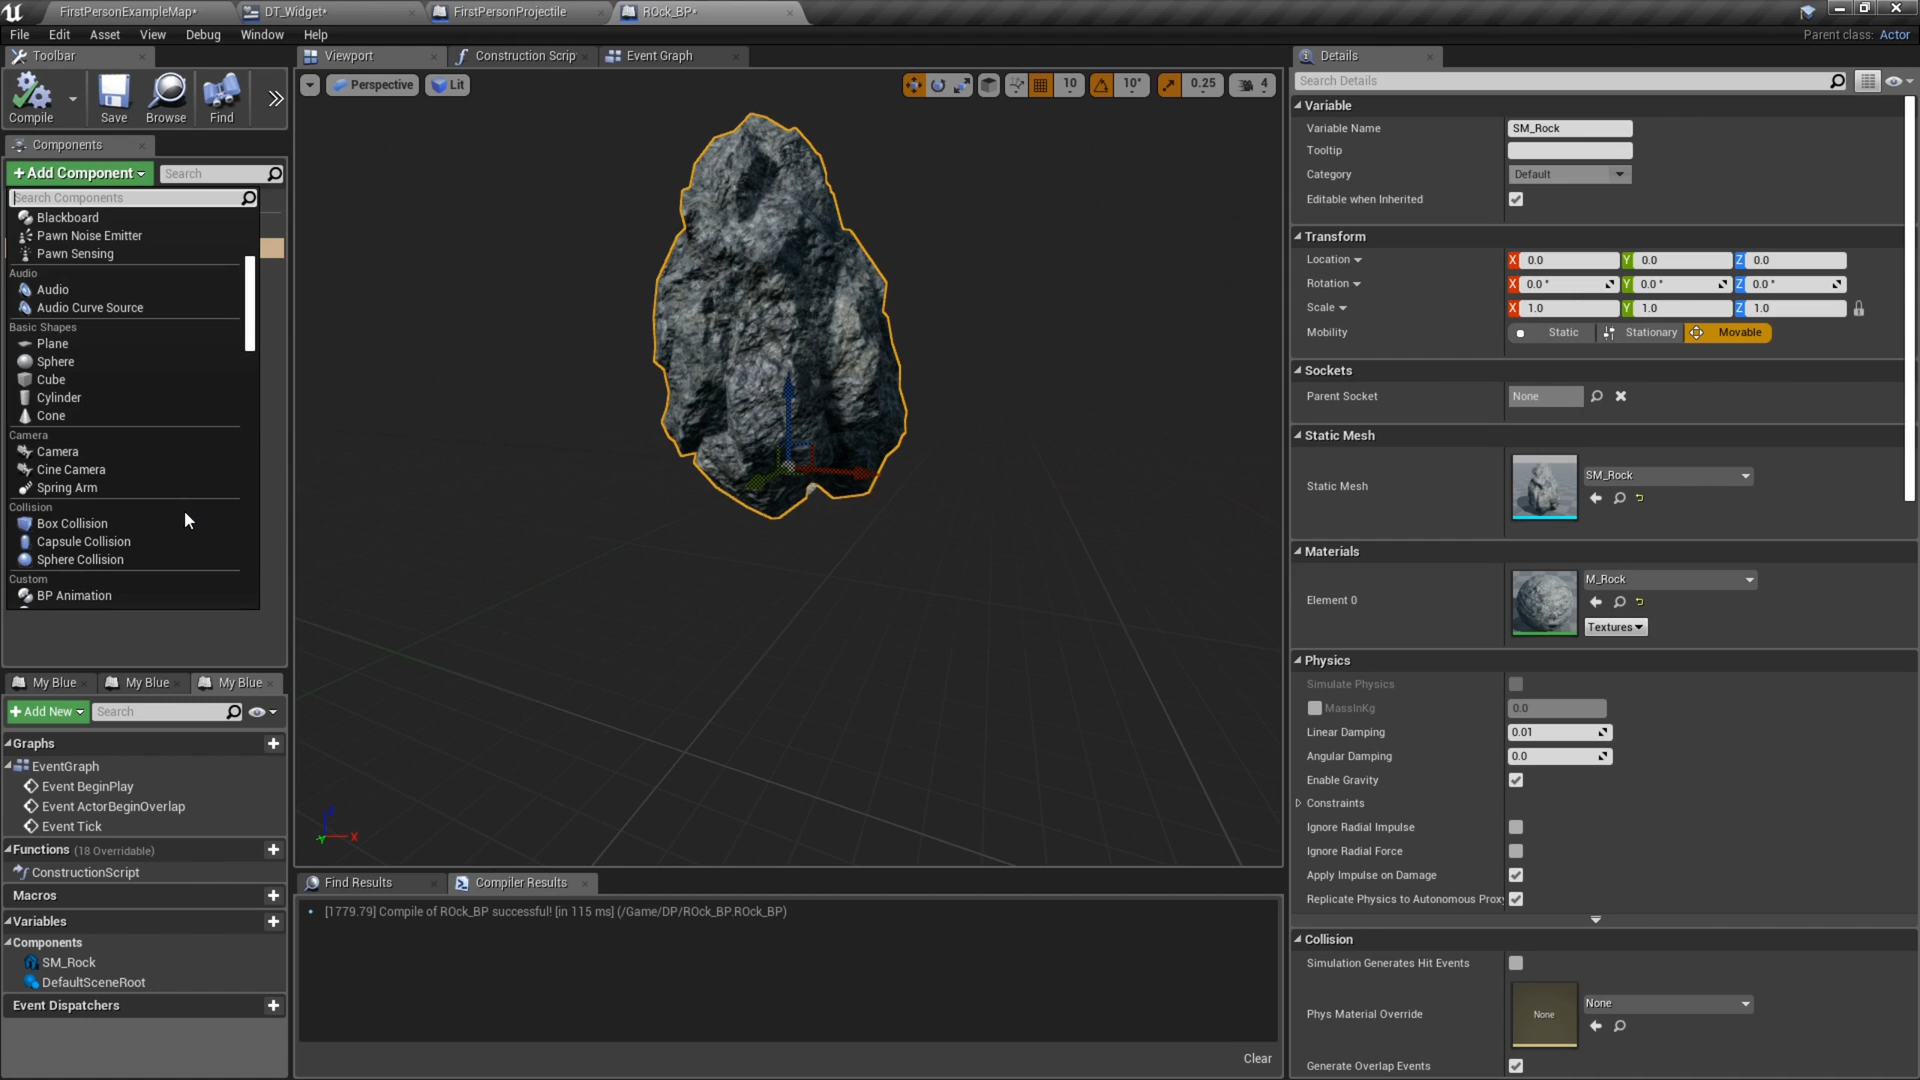 FirstPersonExampleMap*
DT_Widget*
FirstPersonProjectile
ROck_BP*
File Edit Asset View Debug Window Help
Parent class: Actor
Toolbar
Compile Save Browse Find
Components
+Add Component
Search
Search Components
Blackboard
Pawn Noise Emitter
Pawn Sensing
Audio
Audio
Audio Curve Source
Basic Shapes
Plane
Sphere
Cube
Cylinder
Cone
Camera
Camera
Cine Camera
Spring Arm
Collision
Box Collision
Capsule Collision
Sphere Collision
Custom
BP Animation
My Blue My Blue My Blue
+Add New Search
Graphs
EventGraph
Event BeginPlay
Event ActorBeginOverlap
Event Tick
Functions (18 Overridable)
ConstructionScript
Macros
Variables
Components
SM_Rock
DefaultSceneRoot
Event Dispatchers
Viewport Construction Scrip Event Graph
Perspective Lit
10 10° 0.25 4
Find Results Compiler Results
[1779.79] Compile of ROck_BP successful! [in 115 ms] (/Game/DP/ROck_BP.ROck_BP)
Clear
Details
Search Details
Variable
Variable Name SM_Rock
Tooltip
Category Default
Editable when Inherited
Transform
Location X 0.0 Y 0.0 Z 0.0
Rotation X 0.0 ° Y 0.0 ° Z 0.0 °
Scale X 1.0 Y 1.0 Z 1.0
Mobility Static Stationary Movable
Sockets
Parent Socket None
Static Mesh
Static Mesh SM_Rock
Materials
Element 0 M_Rock
Textures
Physics
Simulate Physics
MassInKg 0.0
Linear Damping 0.01
Angular Damping 0.0
Enable Gravity
Constraints
Ignore Radial Impulse
Ignore Radial Force
Apply Impulse on Damage
Replicate Physics to Autonomous Proxy
Collision
Simulation Generates Hit Events
Phys Material Override None None
Generate Overlap Events
X